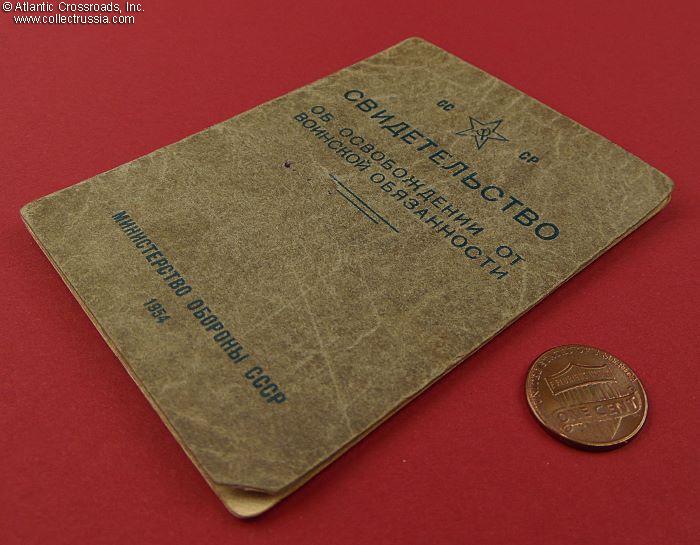 © Atlantic Crossroads, Inc.
www.collectrussia.com
СС СР
СВИДЕТЕЛЬСТВО
ОБ ОСВОБОЖДЕНИИ ОТ
ВОИНСКОЙ ОБЯЗАННОСТИ
МИНИСТЕРСТВО ОБОРОНЫ СССР
1954
ONE CENT